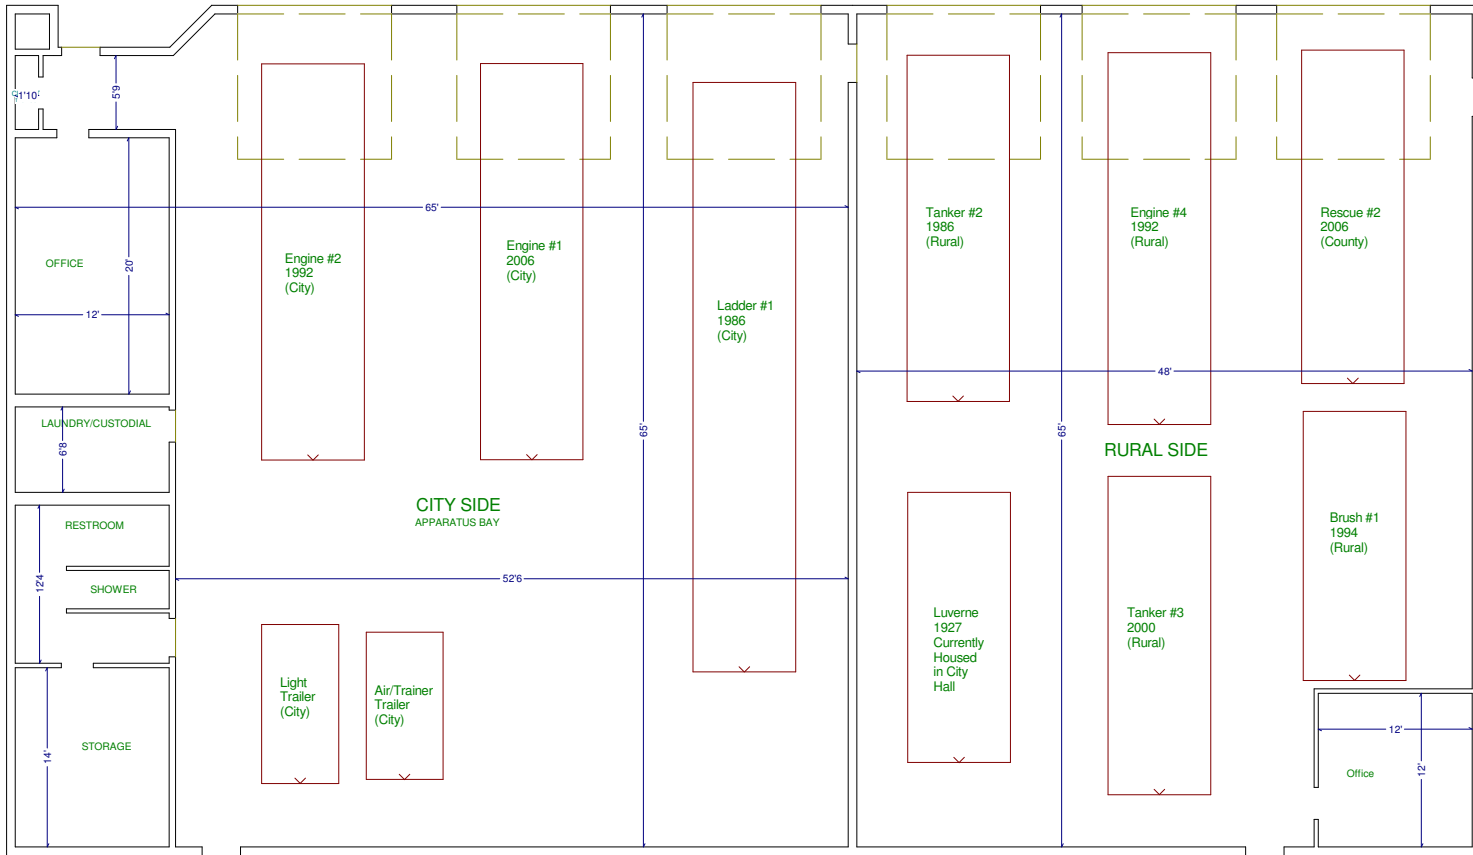 5'9
1'10
65'
Engine #2
1992
(City)
Engine #1
2006
(City)
Ladder #1
1986
(City)
Tanker #2
1986
(Rural)
Engine #4
1992
(Rural)
Rescue #2
2006
(County)
OFFICE
20'
12'
48'
LAUNDRY/CUSTODIAL
6'8
65'
65'
RURAL SIDE
CITY SIDE
APPARATUS BAY
RESTROOM
SHOWER
12'4
52'6
Brush #1
1994
(Rural)
Luverne
1927
Currently
Housed
in City
Hall
Tanker #3
2000
(Rural)
Light
Trailer
(City)
Air/Trainer
Trailer
(City)
STORAGE
14'
12'
Office
12'